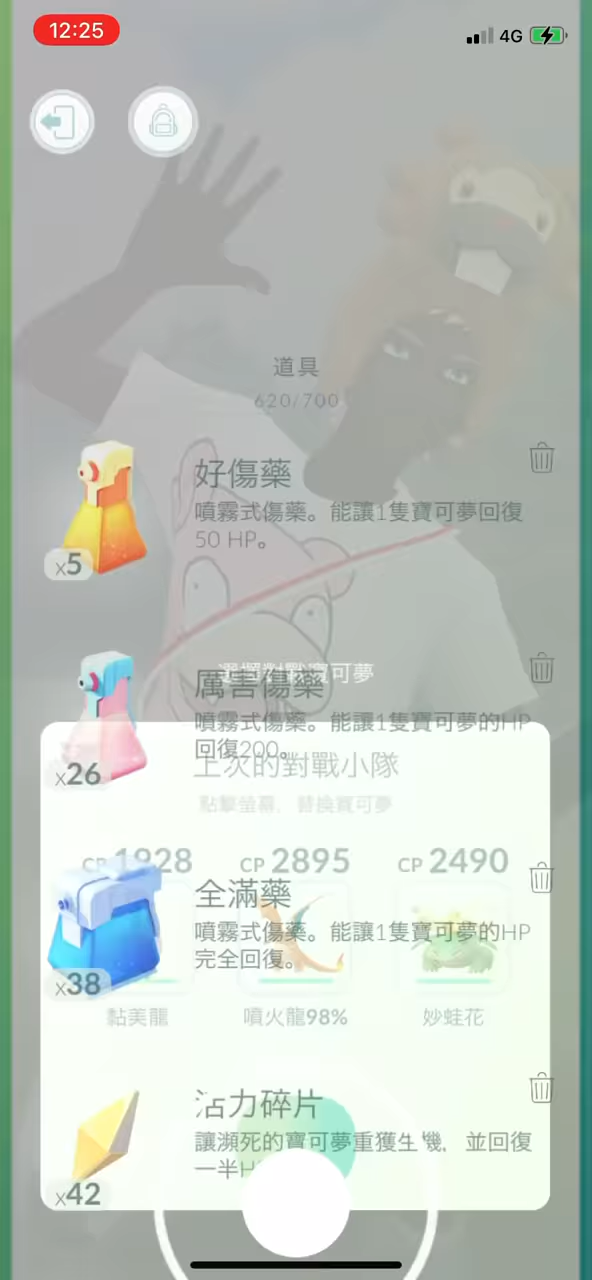 12:25
4G
道具
620/700
好傷藥
噴霧式傷藥。能讓1隻寶可夢回復
50 HP。
x5
選擇對戰寶可夢
厲害傷藥
噴霧式傷藥。能讓1隻寶可夢的HP
回復200。
x26
上次的對戰小隊
點擊螢幕，替換寶可夢
CP 1928
CP 2895
CP 2490
全滿藥
噴霧式傷藥。能讓1隻寶可夢的HP
完全回復。
x38
黏美龍
噴火龍98%
妙蛙花
活力碎片
讓瀕死的寶可夢重獲生機，並回復
一半H
x42